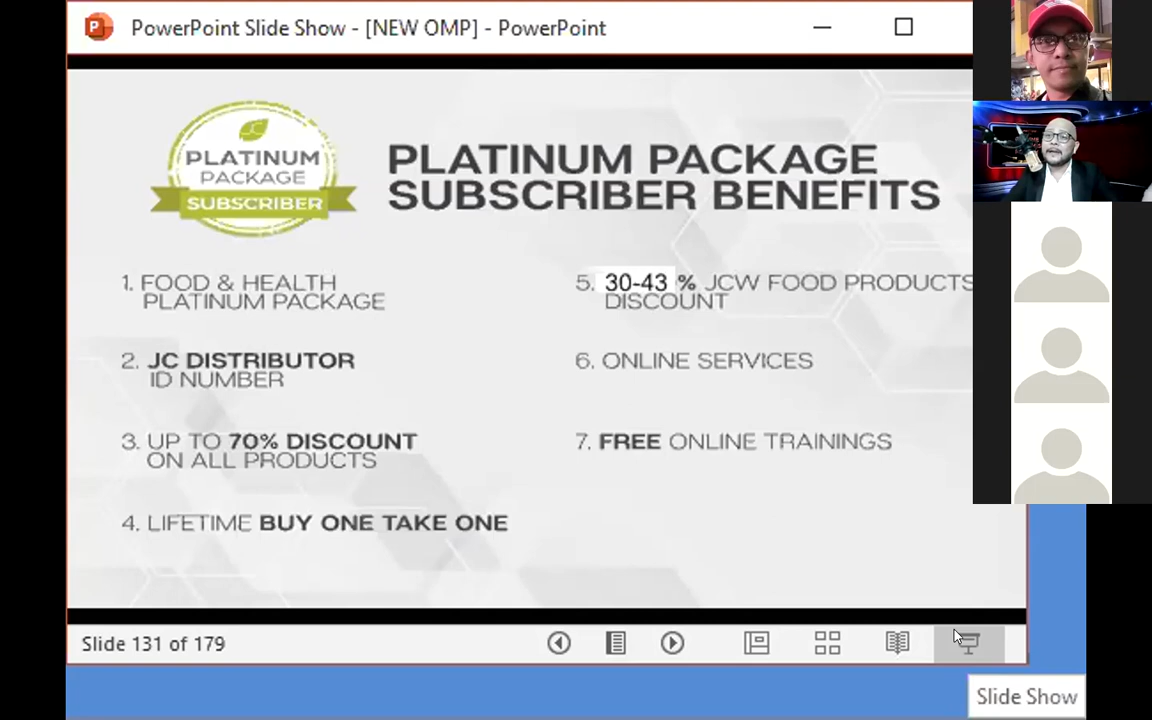 PowerPoint Slide Show - [NEW OMP] - PowerPoint
JC
PLATINUM
PACKAGE
SUBSCRIBER
PLATINUM PACKAGE
SUBSCRIBER BENEFITS
1. FOOD & HEALTH
PLATINUM PACKAGE
2. JC DISTRIBUTOR
ID NUMBER
3. UP TO 70% DISCOUNT
ON ALL PRODUCTS
4. LIFETIME BUY ONE TAKE ONE
5. 30-43 % JCW FOOD PRODUCTS
DISCOUNT
6. ONLINE SERVICES
7. FREE ONLINE TRAININGS
Slide 131 of 179
Slide Show